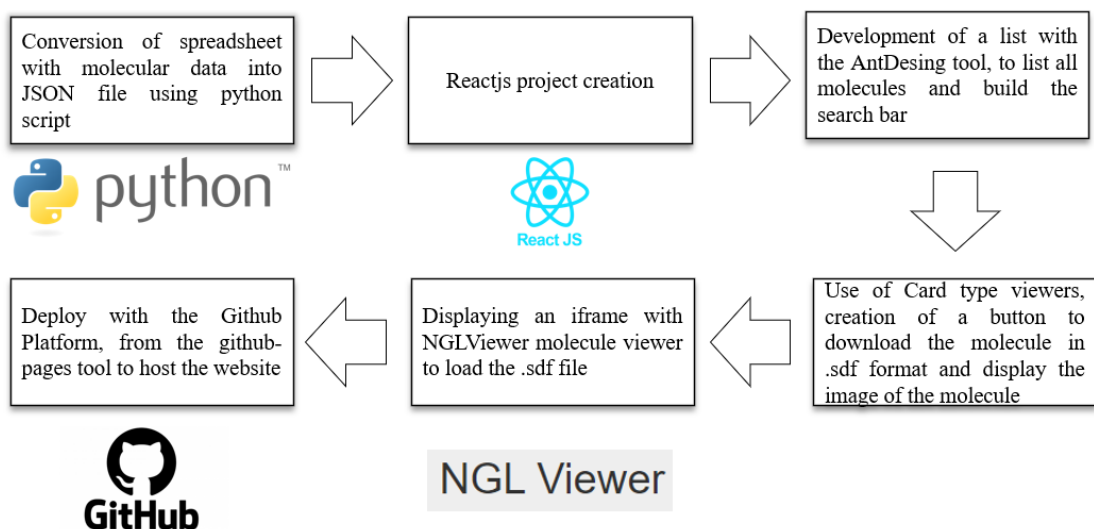 Conversion of spreadsheet
with molecular data into
JSON file using python
script
Reactjs project creation
Development of a list with
the AntDesing tool, to list all
molecules and build the
search bar
python™
React JS
Use of Card type viewers,
creation of a button to
download the molecule in
.sdf format and display the
image of the molecule
Displaying an iframe with
NGLViewer molecule viewer
to load the .sdf file
Deploy with the Github
Platform, from the github-
pages tool to host the website
NGL Viewer
GitHub